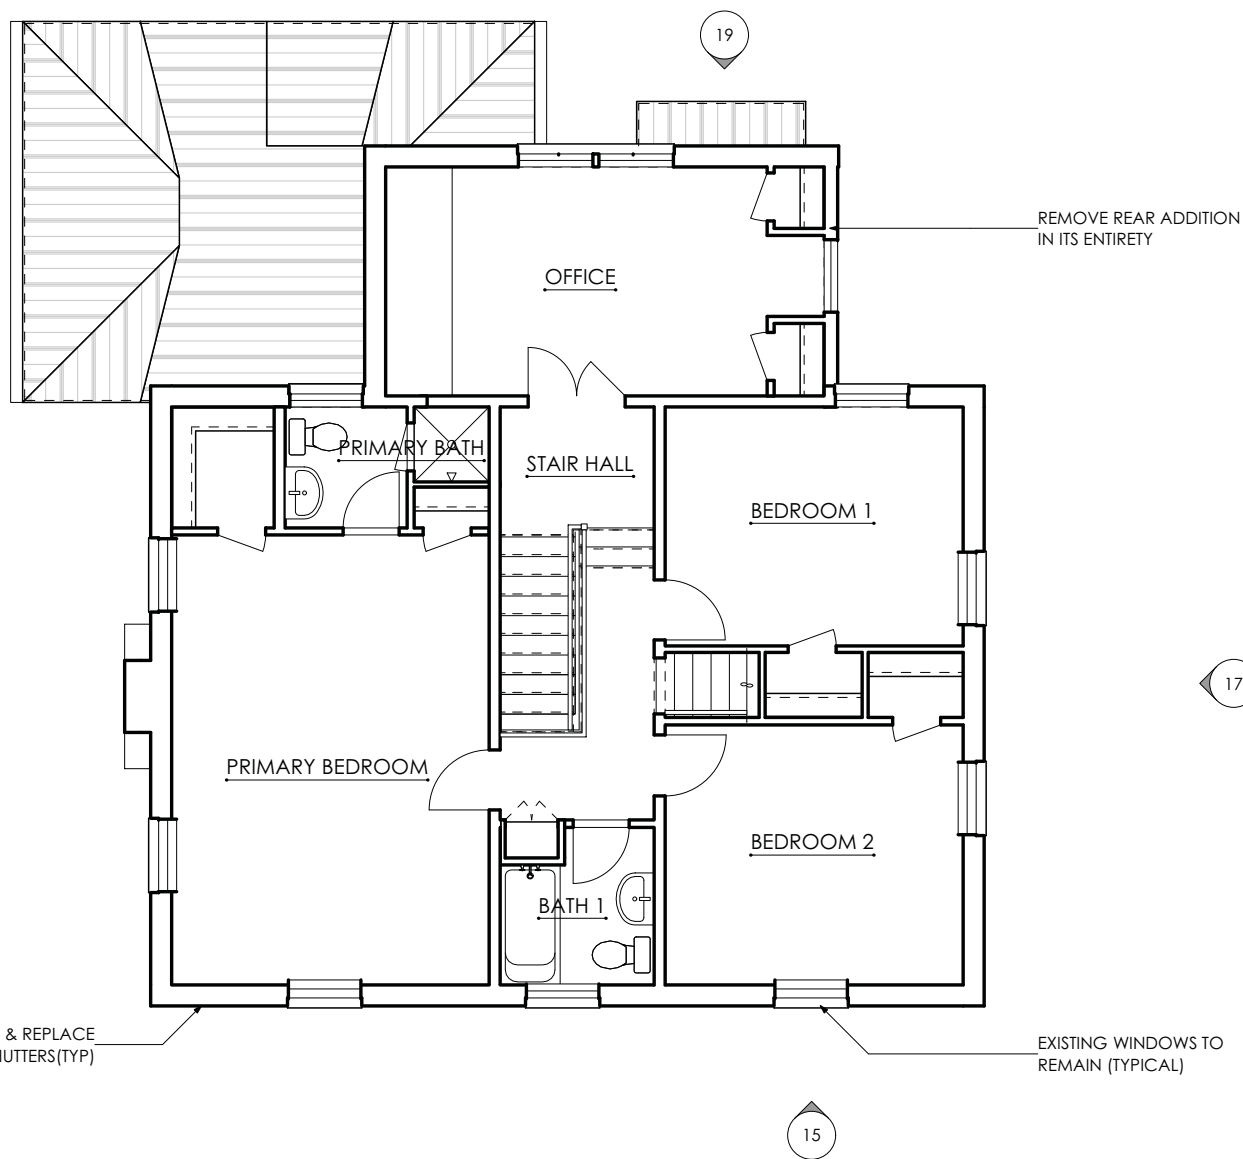 19
REMOVE REAR ADDITION
IN ITS ENTIRETY
OFFICE
PRIMARY BATH
STAIR HALL
BEDROOM 1
17
PRIMARY BEDROOM
BEDROOM 2
BATH 1
& REPLACE
HUTTERS(TYP)
EXISTING WINDOWS TO
REMAIN (TYPICAL)
15